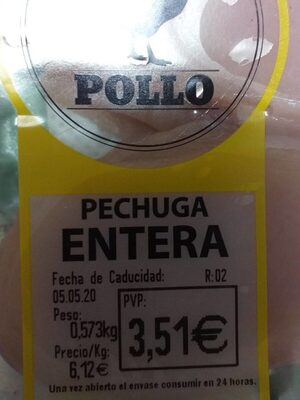 POLLO
PECHUGA
ENTERA
Fecha de Caducidad: R:02
05.05.20
PVP:
Peso:
0,573kg
3,51€
Precio/Kg:
6,12€
Una vez abierto el envase consumir en 24 horas.